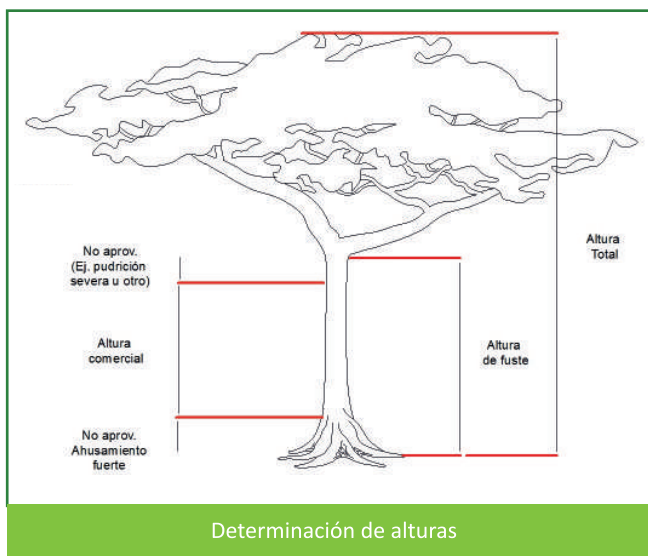 No aprov.
(Ej. pudrición
severa u otro)
Altura
comercial
No aprov.
Ahusamiento
fuerte
Altura
de fuste
Altura
Total
Determinación de alturas